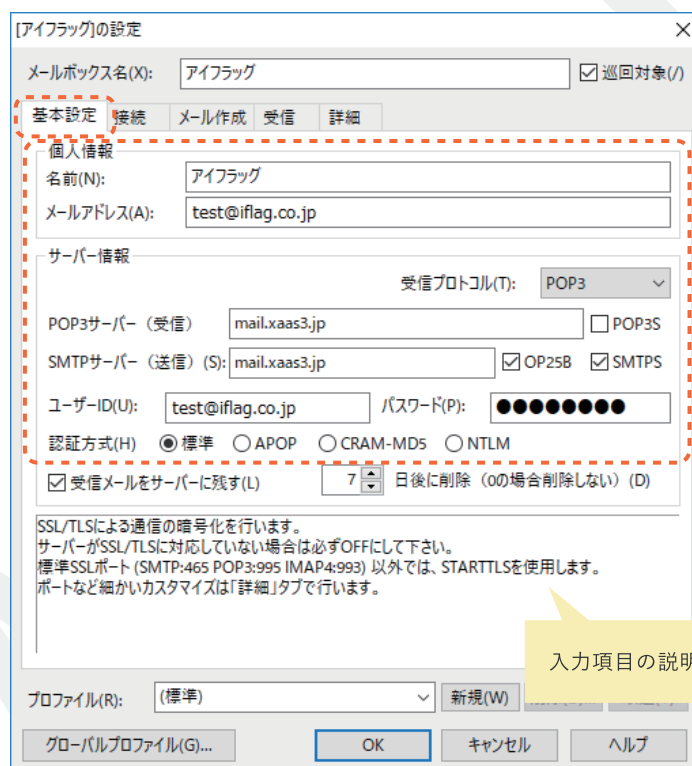 [アイフラッグ]の設定
メールボックス名(X): アイフラッグ 巡回対象(/)
基本設定 接続 メール作成 受信 詳細
個人情報
名前(N): アイフラッグ
メールアドレス(A): test@iflag.co.jp
サーバー情報
受信プロトコル(T): POP3
POP3サーバー（受信） mail.xaas3.jp POP3S
SMTPサーバー（送信）(S): mail.xaas3.jp OP25B SMTPS
ユーザーID(U): test@iflag.co.jp パスワード(P): ●●●●●●●●
認証方式(H) 標準 APOP CRAM-MD5 NTLM
受信メールをサーバーに残す(L) 7 日後に削除（0の場合削除しない）(D)
SSL/TLSによる通信の暗号化を行います。
サーバーがSSL/TLSに対応していない場合は必ずOFFにして下さい。
標準SSLポート (SMTP:465 POP3:995 IMAP4:993) 以外では、STARTTLSを使用します。
ポートなど細かいカスタマイズは「詳細」タブで行います。
入力項目の説明
プロファイル(R): (標準) 新規(W)
グローバルプロファイル(G)... OK キャンセル ヘルプ